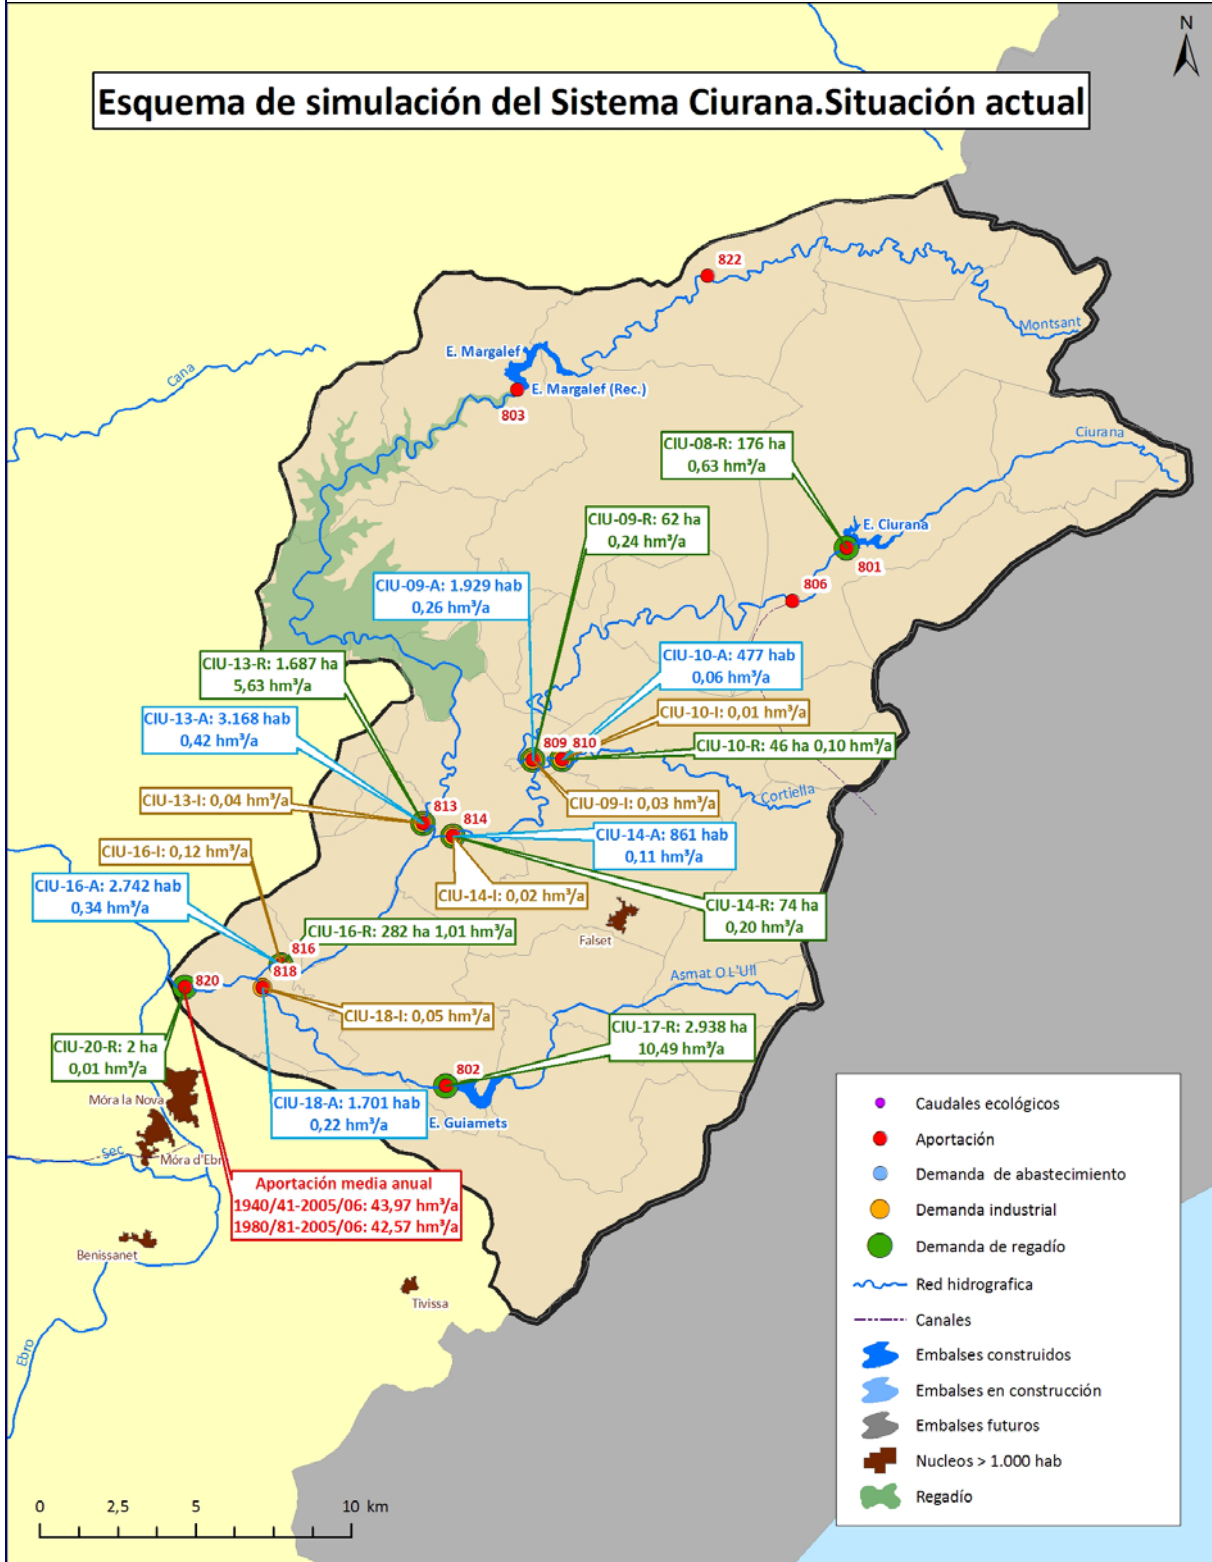 N
Esquema de simulación del Sistema Ciurana.Situación actual
822
Montsant
E. Margalef
E. Margalef (Rec.)
803
Cana
Ciurana
CIU-08-R: 176 ha
0,63 hm³/a
E. Ciurana
801
CIU-09-R: 62 ha
0,24 hm³/a
806
CIU-09-A: 1.929 hab
0,26 hm³/a
CIU-10-A: 477 hab
0,06 hm³/a
CIU-13-R: 1.687 ha
5,63 hm³/a
CIU-10-I: 0,01 hm³/a
CIU-13-A: 3.168 hab
0,42 hm³/a
809
810
CIU-10-R: 46 ha 0,10 hm³/a
Cortiella
CIU-13-I: 0,04 hm³/a
CIU-09-I: 0,03 hm³/a
813
814
CIU-14-A: 861 hab
0,11 hm³/a
CIU-16-I: 0,12 hm³/a
CIU-16-A: 2.742 hab
0,34 hm³/a
CIU-14-I: 0,02 hm³/a
CIU-14-R: 74 ha
0,20 hm³/a
CIU-16-R: 282 ha 1,01 hm³/a
Falset
816
818
820
Asmat O L'Ull
CIU-18-I: 0,05 hm³/a
CIU-17-R: 2.938 ha
10,49 hm³/a
CIU-20-R: 2 ha
0,01 hm³/a
802
E. Guiamets
Móra la Nova
CIU-18-A: 1.701 hab
0,22 hm³/a
Sec
Móra d'Ebr
Aportación media anual
1940/41-2005/06: 43,97 hm³/a
1980/81-2005/06: 42,57 hm³/a
Benissanet
Tivissa
Ebro
Caudales ecológicos
Aportación
Demanda de abastecimiento
Demanda industrial
Demanda de regadío
Red hidrografica
Canales
Embalses construidos
Embalses en construcción
Embalses futuros
Nucleos > 1.000 hab
Regadío
0 2,5 5 10 km